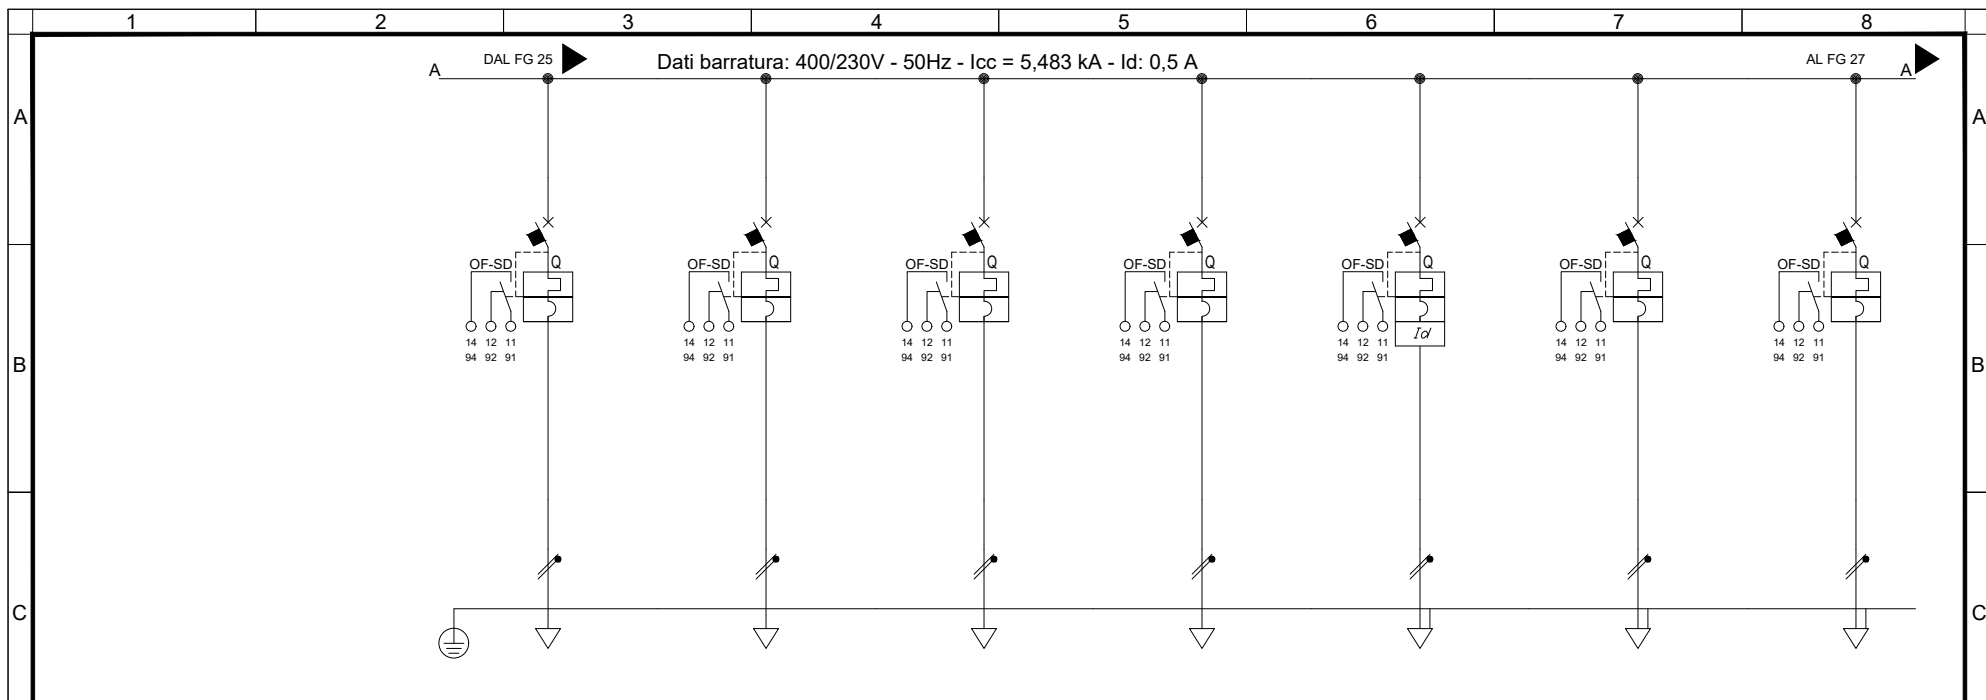 1 2 3 4 5 6 7 8
DAL FG 25 Dati barratura: 400/230V - 50Hz - Icc = 5,483 kA - Id: 0,5 A AL FG 27
A A
A A
OF-SD Q OF-SD Q OF-SD Q OF-SD Q OF-SD Q OF-SD Q OF-SD Q
Id
14 12 11 14 12 11 14 12 11 14 12 11 14 12 11 14 12 11 14 12 11
94 92 91 94 92 91 94 92 91 94 92 91 94 92 91 94 92 91 94 92 91
B B
C C